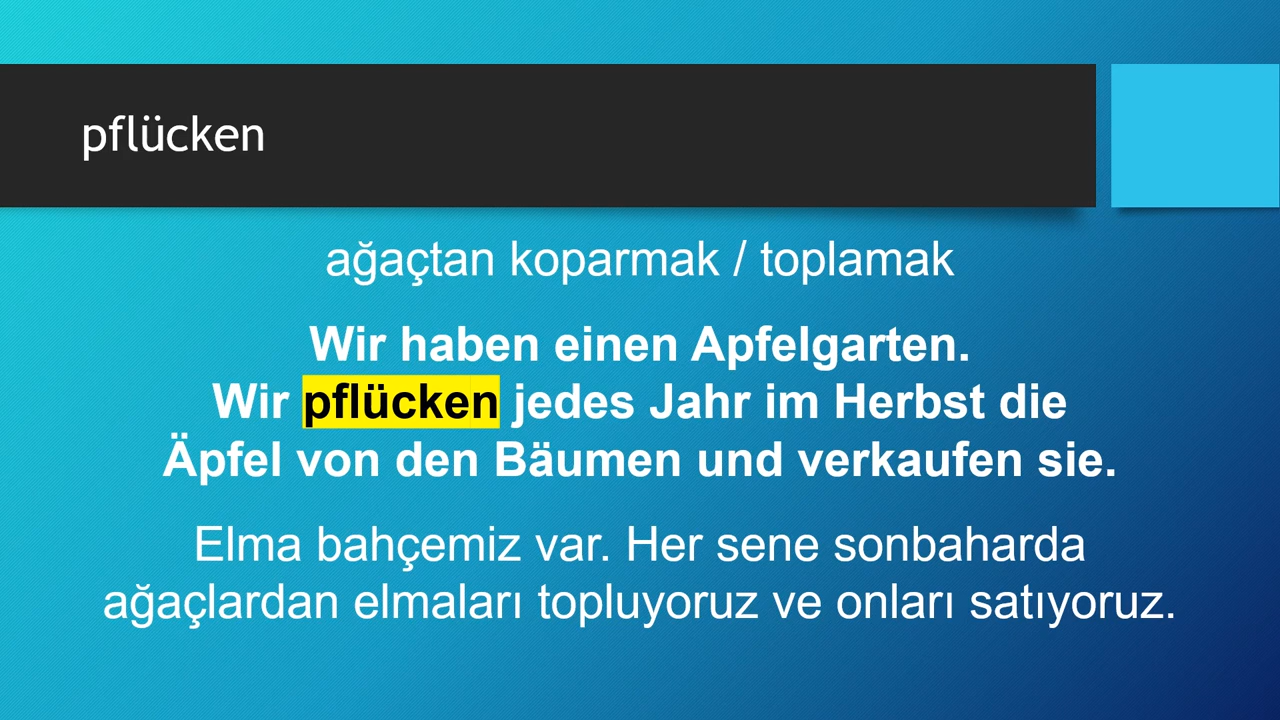 pflücken
ağaçtan koparmak / toplamak
Wir haben einen Apfelgarten.
Wir pflücken jedes Jahr im Herbst die
Äpfel von den Bäumen und verkaufen sie.
Elma bahçemiz var. Her sene sonbaharda
ağaçlardan elmaları topluyoruz ve onları satıyoruz.